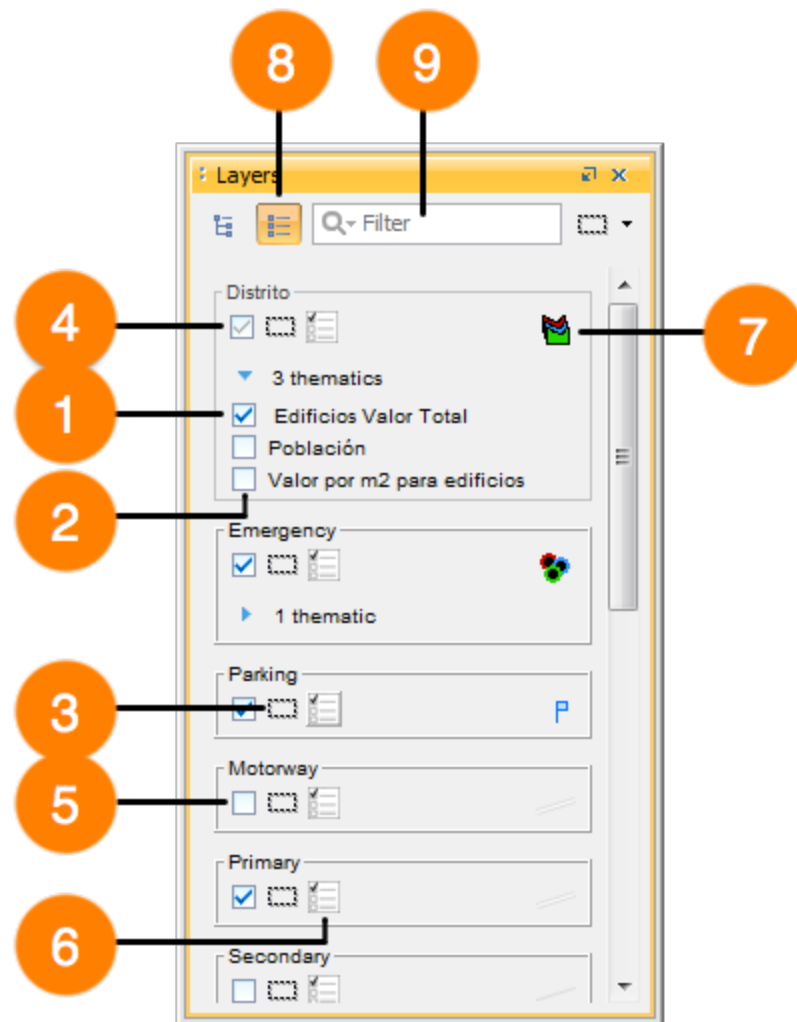 8
9
Layers
Filter
Distrito
4
7
3 thematics
1
Edificios Valor Total
Población
Valor por m2 para edificios
2
Emergency
1 thematic
Parking
3
Motorway
5
Primary
6
Secondary